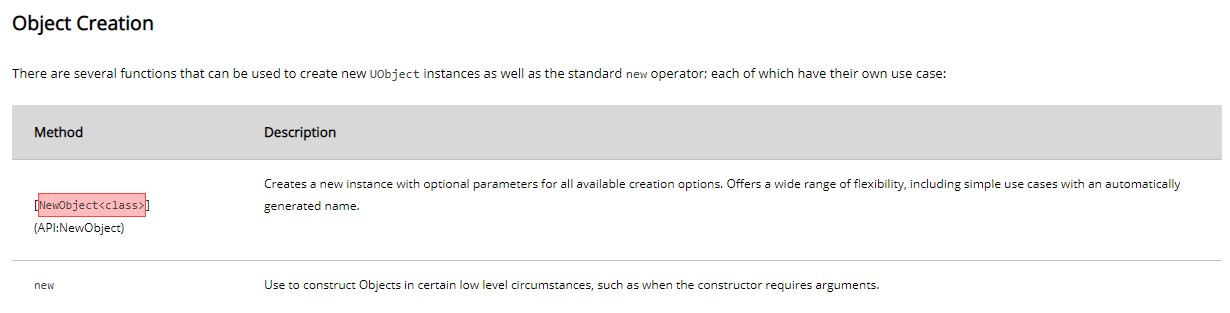 Object Creation
There are several functions that can be used to create new UObject instances as well as the standard new operator; each of which have their own use case:
Method Description
Creates a new instance with optional parameters for all available creation options. Offers a wide range of flexibility, including simple use cases with an automatically
generated name.
[NewObject<class>]
(API:NewObject)
new Use to construct Objects in certain low level circumstances, such as when the constructor requires arguments.